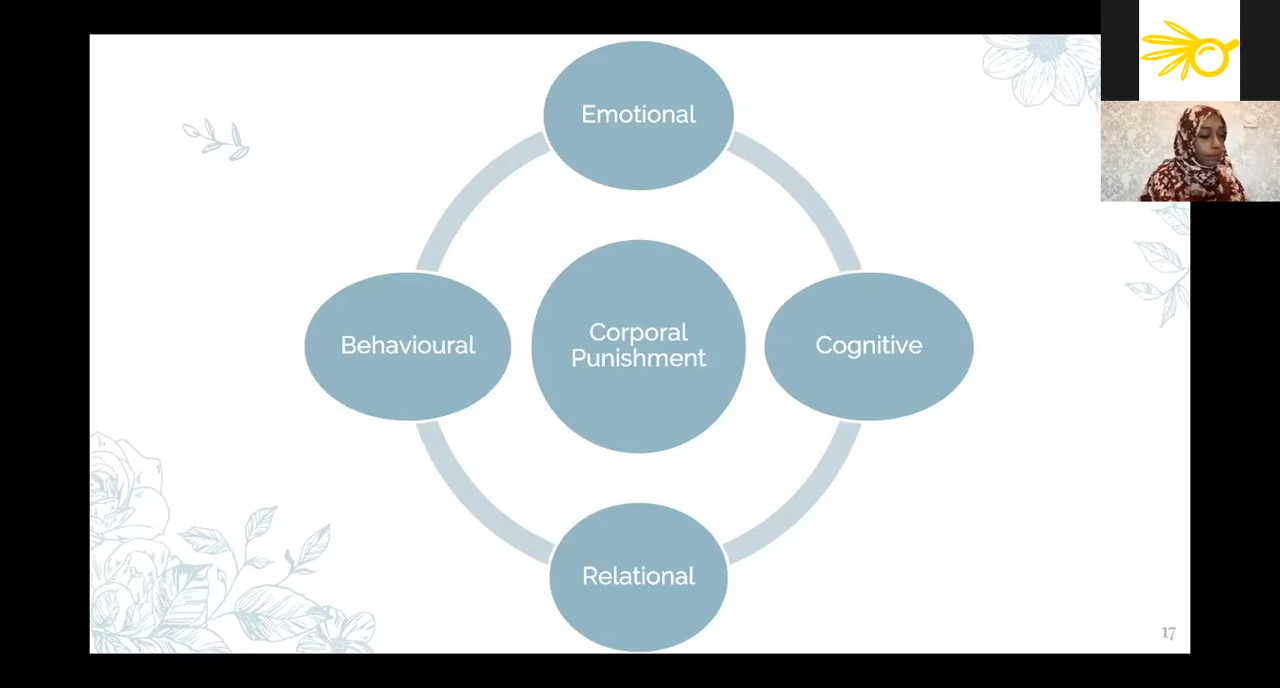 Emotional
Behavioural
Corporal
Punishment
Cognitive
Relational
17